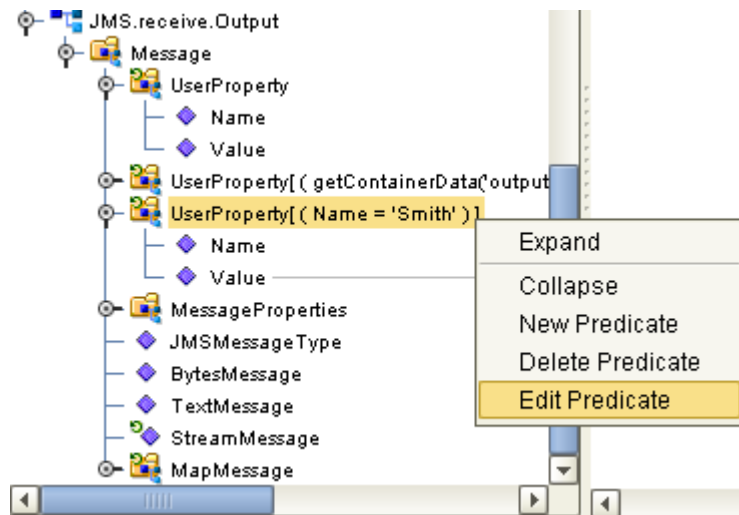 JMS.receive.Output
Message
UserProperty
Name
Value
UserProperty[ ( getContainerData('output
UserProperty[ ( Name = 'Smith' ) ]
Name
Value
MessageProperties
JMSMessageType
BytesMessage
TextMessage
StreamMessage
MapMessage
Expand
Collapse
New Predicate
Delete Predicate
Edit Predicate